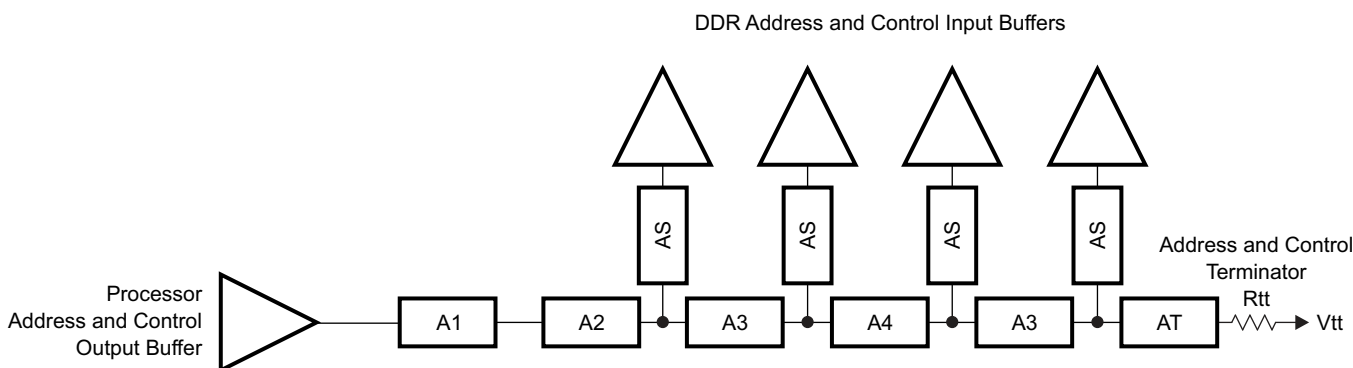 DDR Address and Control Input Buffers
AS
AS
AS
AS
Address and Control
Terminator
Rtt
Processor
Address and Control
Output Buffer
A1
A2
A3
A4
A3
AT
Vtt